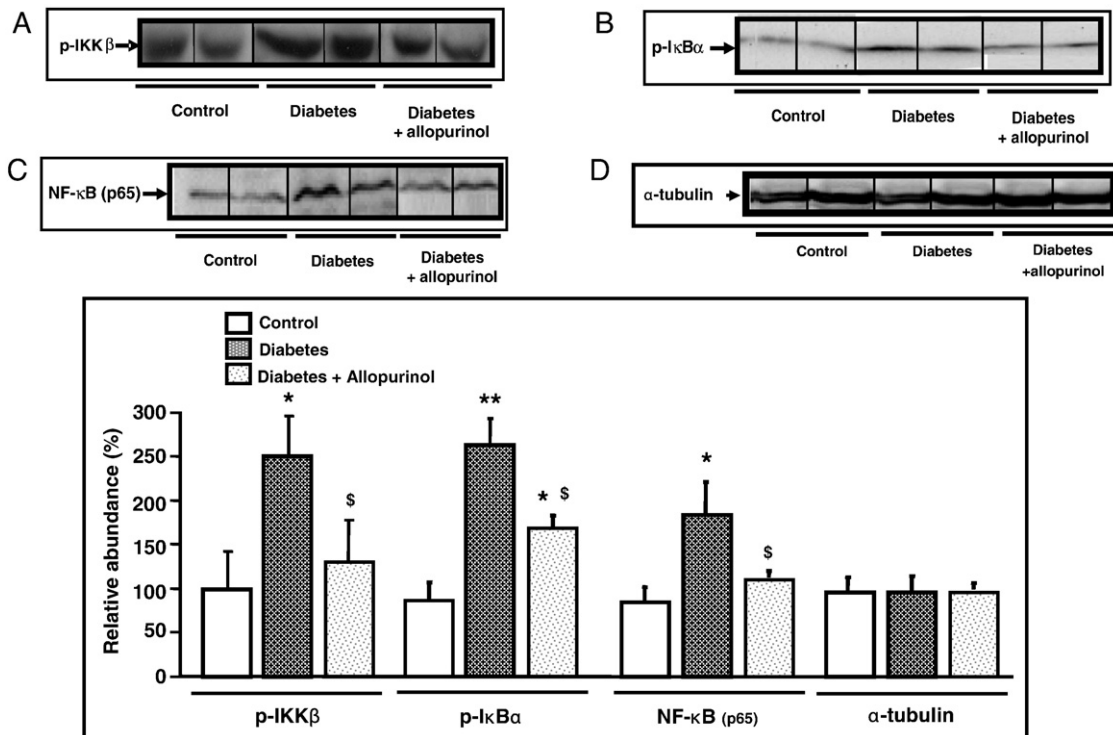 A
p-IKKβ
Control
Diabetes
Diabetes
+ allopurinol
B
p-IκBα
Control
Diabetes
Diabetes
+ allopurinol
C
NF-κB (p65)
Control
Diabetes
Diabetes
+ allopurinol
D
α-tubulin
Control
Diabetes
Diabetes
+allopurinol
Control
Diabetes
Diabetes + Allopurinol
Relative abundance (%)
300
250
200
150
100
50
0
*
$
**
* $
*
$
p-IKKβ
p-IκBα
NF-κB (p65)
α-tubulin